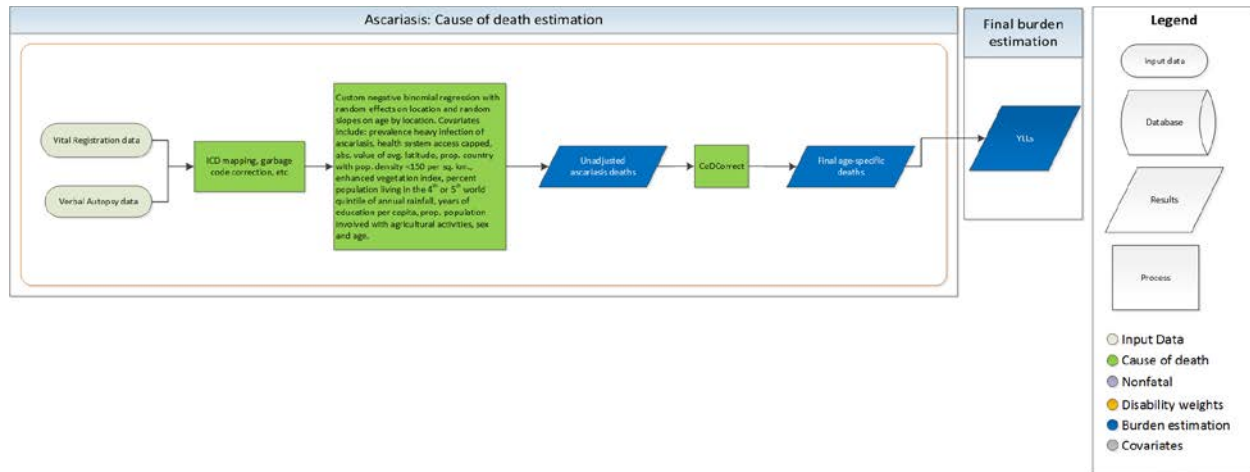 Ascariasis: Cause of death estimation
Final burden
estimation
Legend
Input data
Database
Results
Process
Input Data
Cause of death
Nonfatal
Disability weights
Burden estimation
Covariates
Vital Registration data
Verbal Autopsy data
ICD mapping, garbage
code correction, etc
Custom negative binomial regression with
random effects on location and random
slopes on age by location. Covariates
include: prevalence heavy infection of
ascariasis, health system access capped,
abs. value of avg. latitude, prop. country
with pop. density <150 per sq. km.,
enhanced vegetation index, percent
population living in the 4th or 5th world
quintile of annual rainfall, years of
education per capita, prop. population
involved with agricultural activities, sex
and age.
Unadjusted
ascariasis deaths
CoDCorrect
Final age-specific
deaths
YLLs